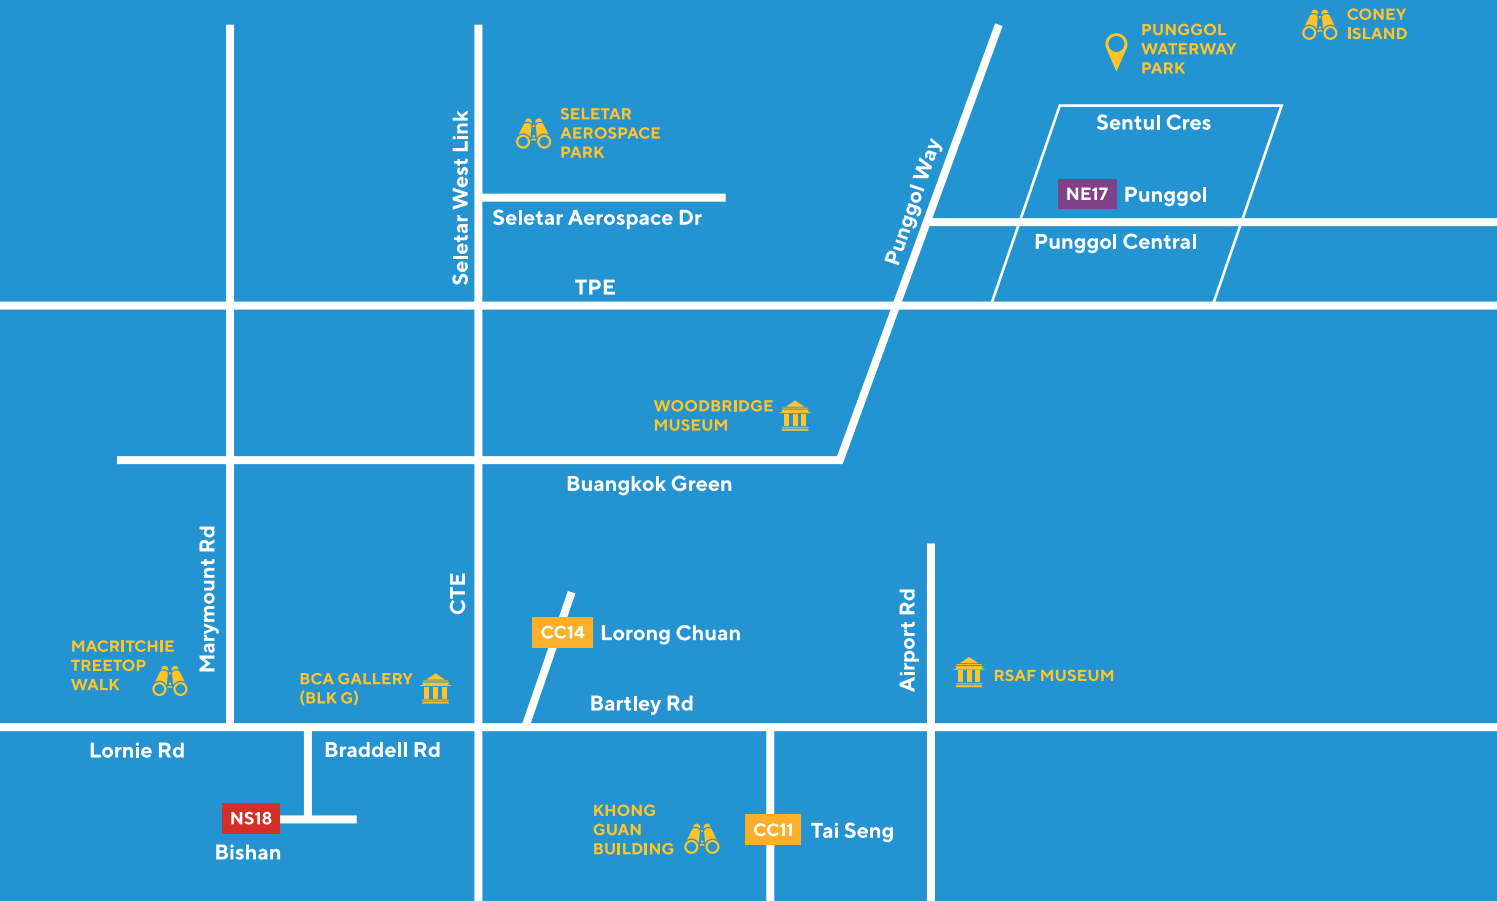 CONEY
ISLAND
PUNGGOL
WATERWAY
PARK
SELETAR
AEROSPACE
PARK
Sentul Cres
Seletar West Link
Punggol Way
NE17 Punggol
Seletar Aerospace Dr
Punggol Central
TPE
WOODBRIDGE
MUSEUM
Buangkok Green
Marymount Rd
CTE
CC14 Lorong Chuan
Airport Rd
MACRITCHIE
TREETOP
WALK
BCA GALLERY
(BLK G)
RSAF MUSEUM
Bartley Rd
Lornie Rd
Braddell Rd
NS18
Bishan
KHONG
GUAN
BUILDING
CC11 Tai Seng